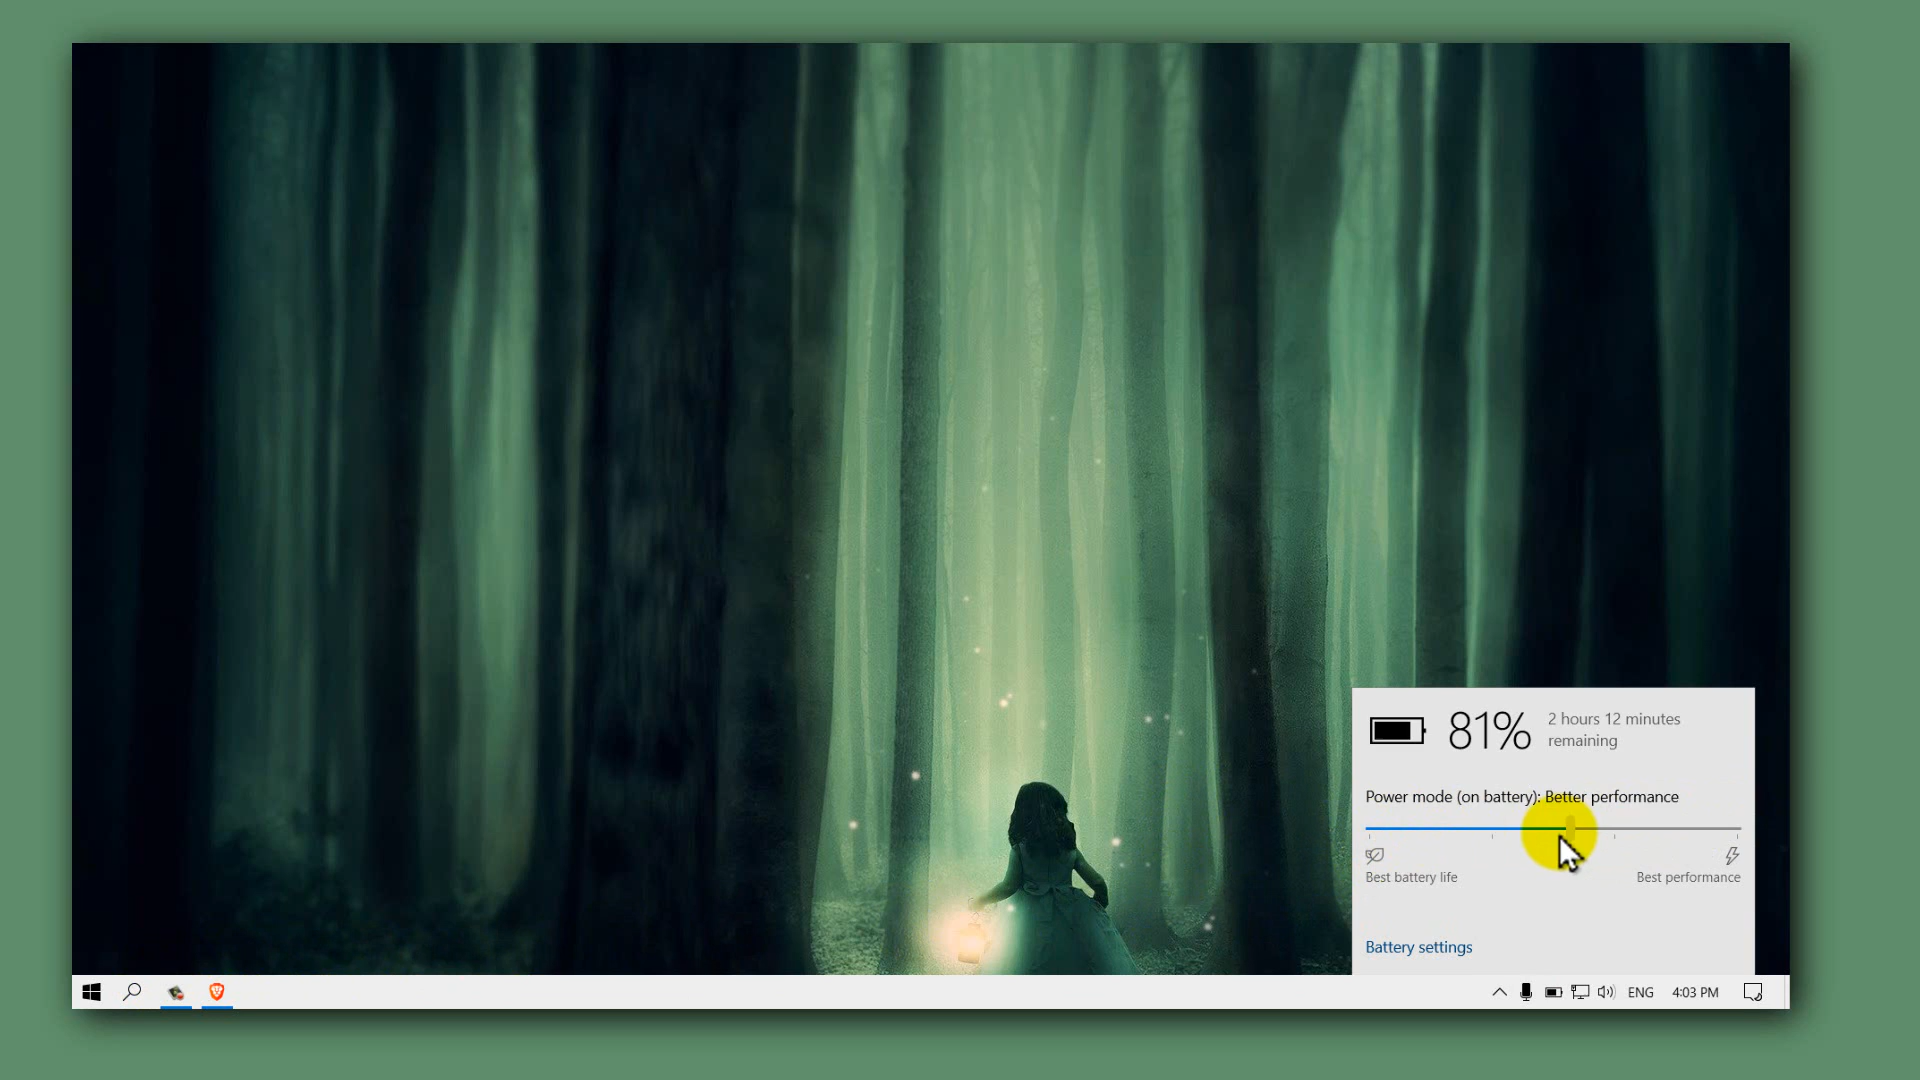 81%
2 hours 12 minutes
remaining
Power mode (on battery): Better performance
Best battery life
Best performance
Battery settings
ENG
4:03 PM